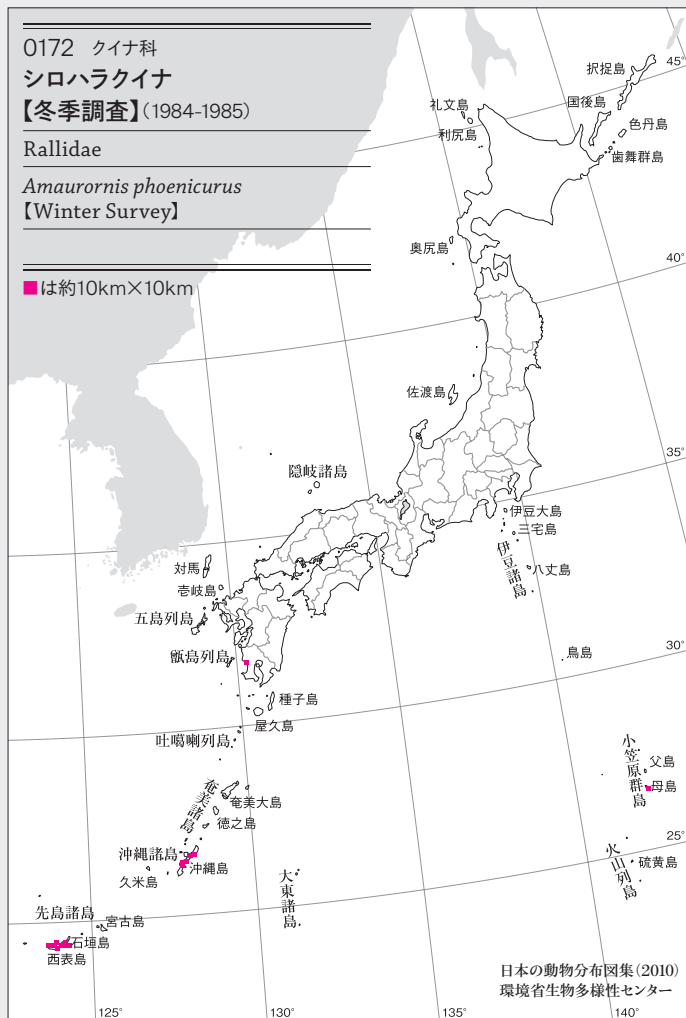 0172 クイナ科
シロハラクイナ
【冬季調査】(1984-1985)
Rallidae
Amaurornis phoenicurus
【Winter Survey】
■は約10km×10km
択捉島
45°
礼文島
国後島
色丹島
利尻島
歯舞群島
奥尻島
40°
佐渡島
35°
隠岐諸島
伊豆大島
三宅島
伊豆諸島
八丈島
対馬
壱岐島
五島列島
甑島列島
鳥島
30°
種子島
屋久島
吐噶喇列島
小笠原群島
父島
母島
奄美諸島
奄美大島
徳之島
25°
沖縄諸島
沖縄島
久米島
大東諸島
火山列島
硫黄島
先島諸島
宮古島
石垣島
西表島
日本の動物分布図集(2010)
環境省生物多様性センター
125°
130°
135°
140°